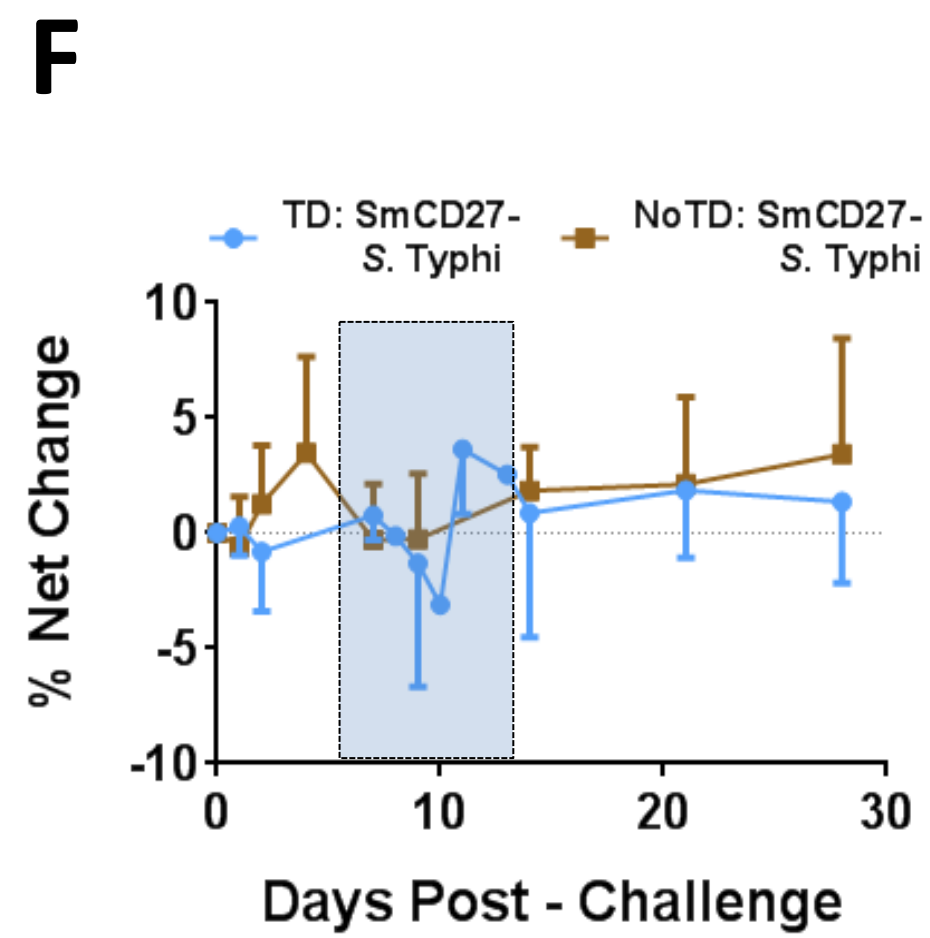 F
TD: SmCD27-
S. Typhi
NoTD: SmCD27-
S. Typhi
% Net Change
10
5
0
-5
-10
0 10 20 30
Days Post - Challenge